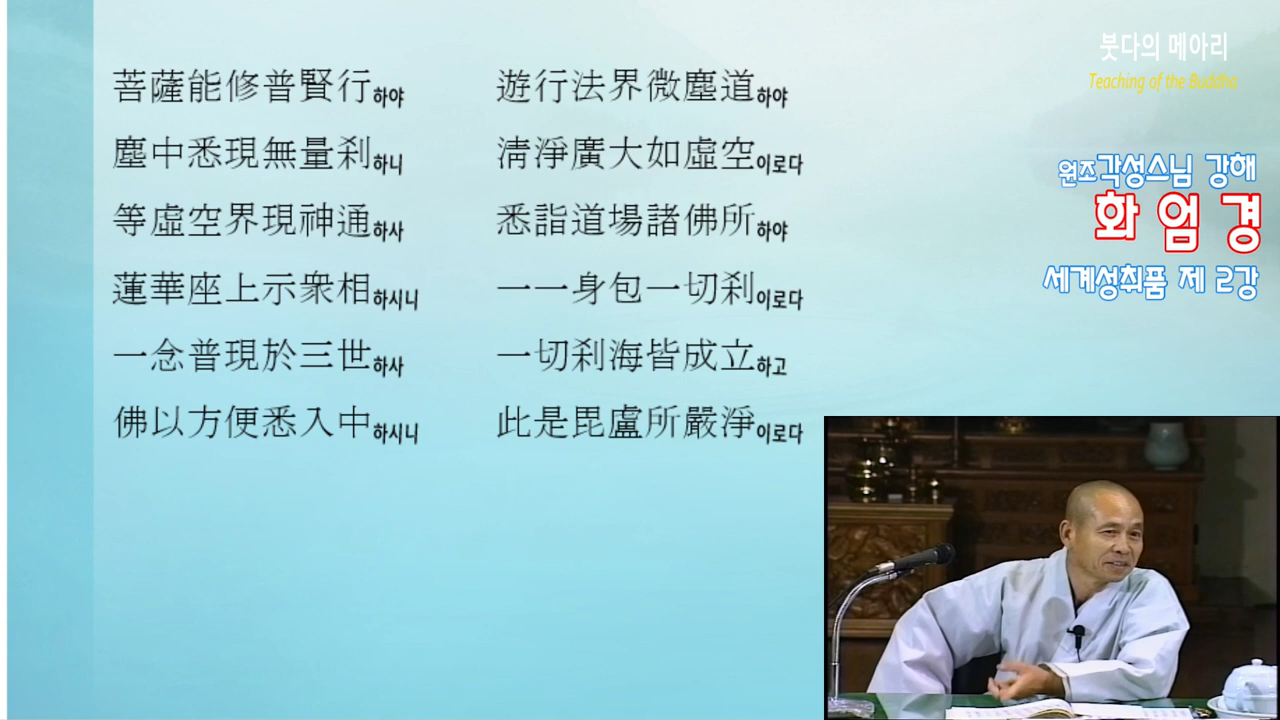 菩薩能修普賢行하야 遊行法界微塵道하야
塵中悉現無量刹하니 淸淨廣大如虛空이로다
等虛空界現神通하사 悉詣道場諸佛所하야
蓮華座上示衆相하시니 一一身包一切刹이로다
一念普現於三世하사 一切刹海皆成立하고
佛以方便悉入中하시니 此是毘盧所嚴淨이로다
붓다의 메아리
Teaching of the Buddha
원조각성스님 강해
화엄경
세계성취품 제 2강